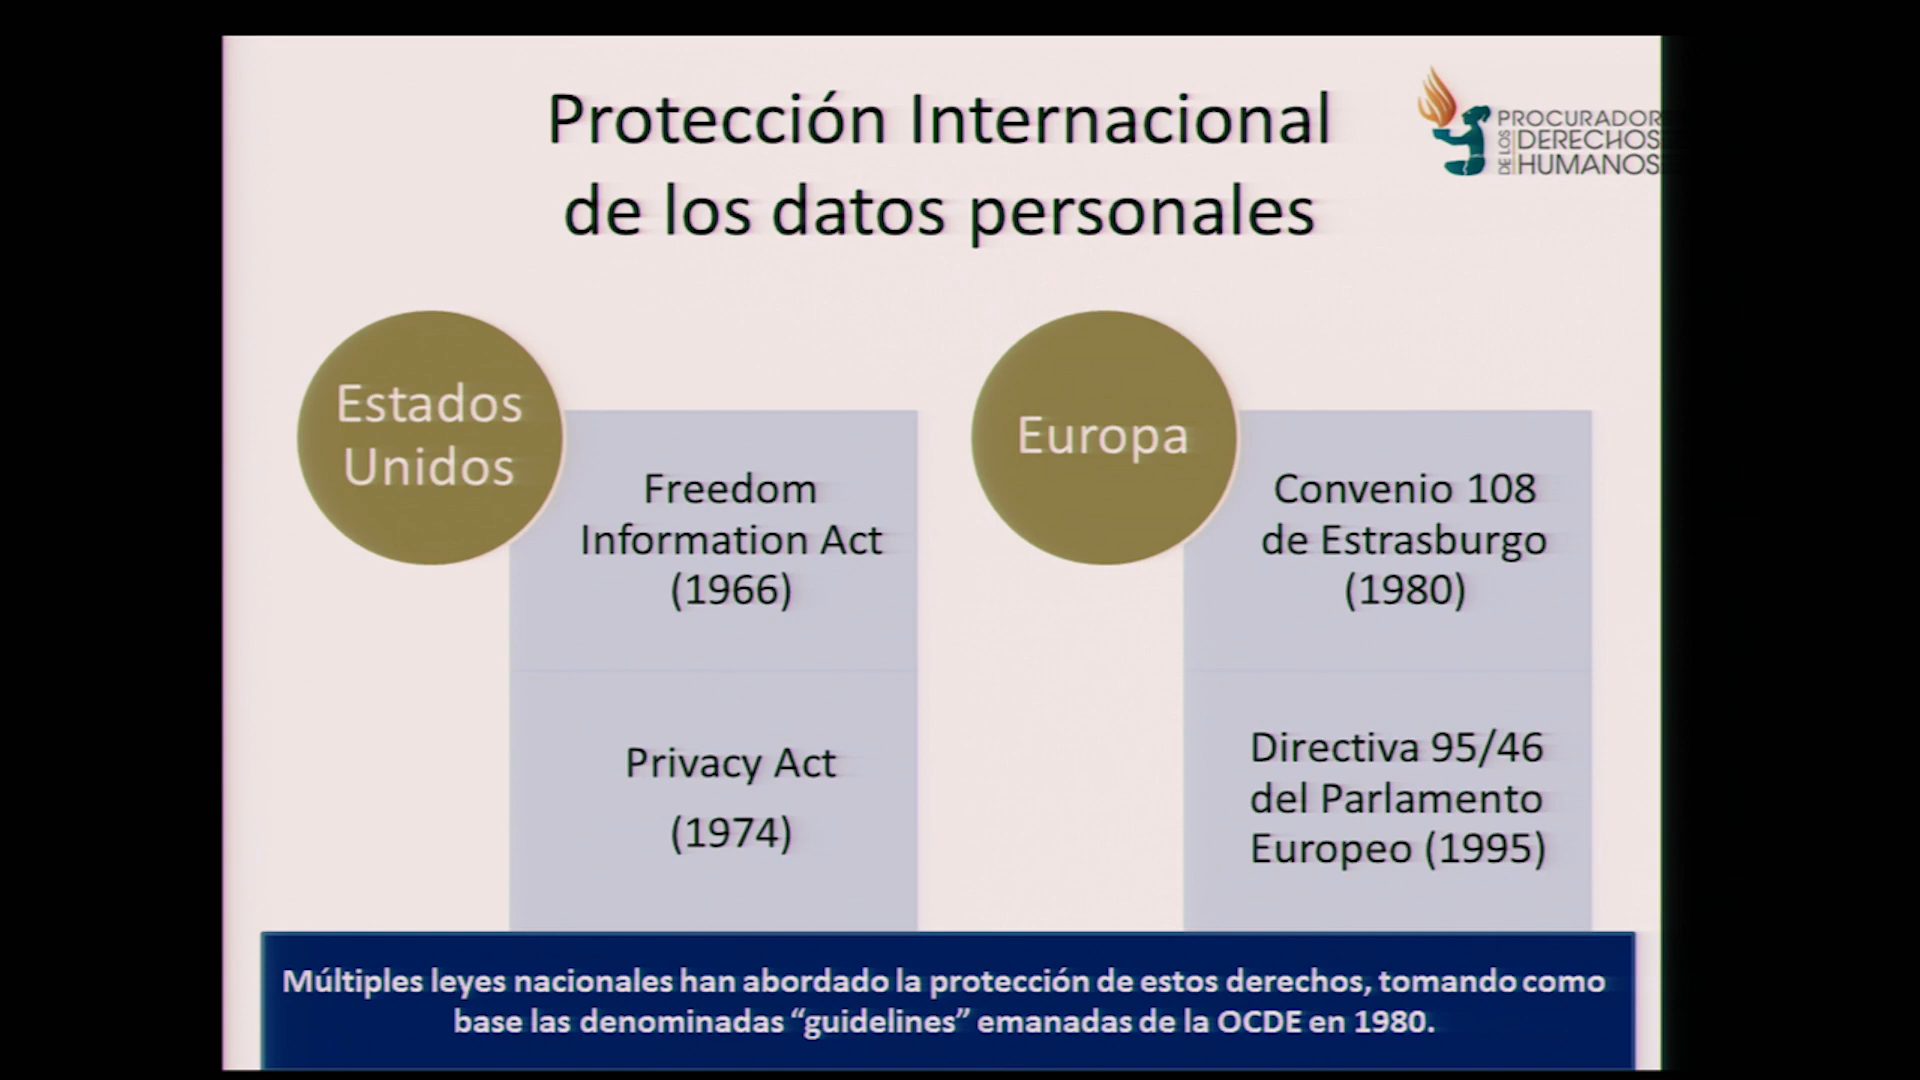 Protección Internacional
de los datos personales
PROCURADOR
DE LOS
DERECHOS
HUMANOS
Estados
Unidos
Freedom
Information Act
(1966)
Privacy Act
(1974)
Europa
Convenio 108
de Estrasburgo
(1980)
Directiva 95/46
del Parlamento
Europeo (1995)
Múltiples leyes nacionales han abordado la protección de estos derechos, tomando como
base las denominadas “guidelines” emanadas de la OCDE en 1980.